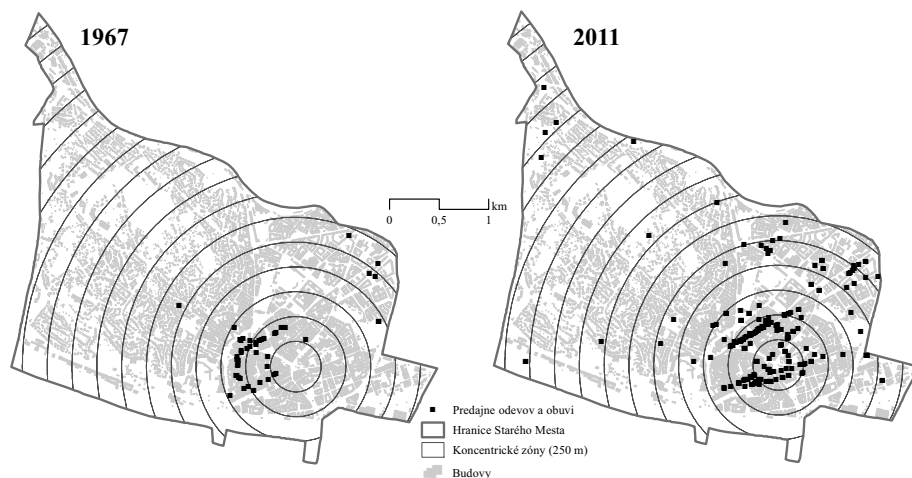 1967
2011
km
0 0,5 1
Predajne odevov a obuvi
Hranice Starého Mesta
Koncentrické zóny (250 m)
Budovy